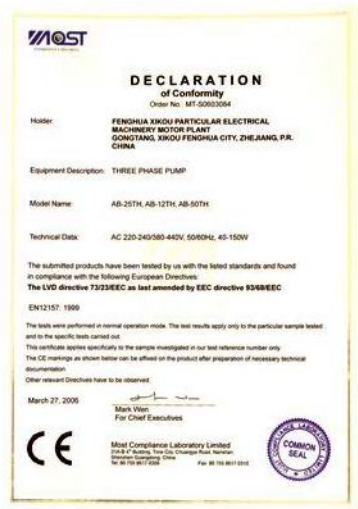 MOST
DECLARATION
of Conformity
Order No. MT-S0603084
Holder: FENGHUA XIKOU PARTICULAR ELECTRICAL
MACHINERY MOTOR PLANT
GONGTANG, XIKOU FENGHUA CITY, ZHEJIANG, P.R.
CHINA
Equipment Description: THREE PHASE PUMP
Model Name: AB-25TH, AB-12TH, AB-50TH
Technical Data: AC 220-240/380-440V, 50/60Hz, 40-150W
The submitted products have been tested by us with the listed standards and found
in compliance with the following European Directives:
The LVD directive 73/23/EEC as last amended by EEC directive 93/68/EEC
EN12157: 1999
The tests were performed in normal operation mode. The test results apply only to the particular sample tested
and to the specific tests carried out.
This certificate applies specifically to the sample investigated in our test reference number only.
The CE markings as shown below can be affixed on the product after preparation of necessary technical
documentation.
Other relevant Directives have to be observed.
March 27, 2006
Mark Wen
For Chief Executives
CE
Most Compliance Laboratory Limited
Shenzhen Guangdong, China
COMMON
SEAL